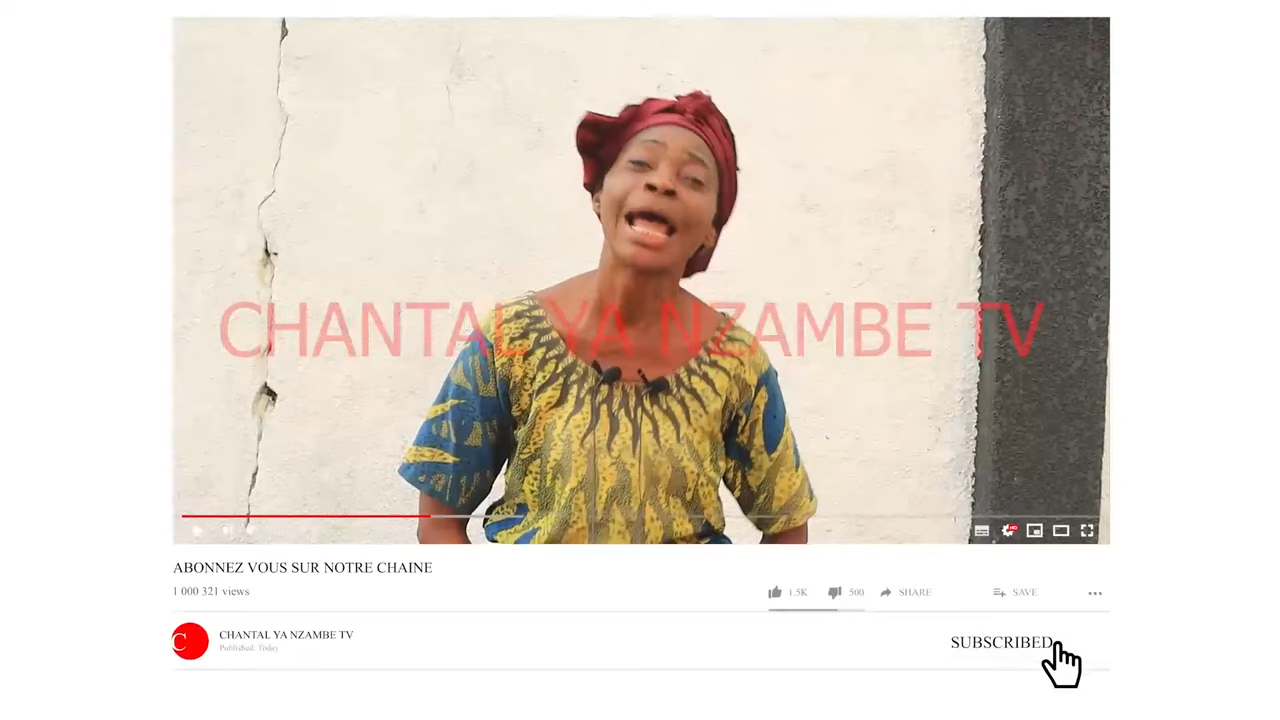 CHANTAL YA NZAMBE TV
HD
ABONNEZ VOUS SUR NOTRE CHAINE
1 000 321 views
1.5K
500
SHARE
SAVE
C
CHANTAL YA NZAMBE TV
Published: Today
SUBSCRIBED